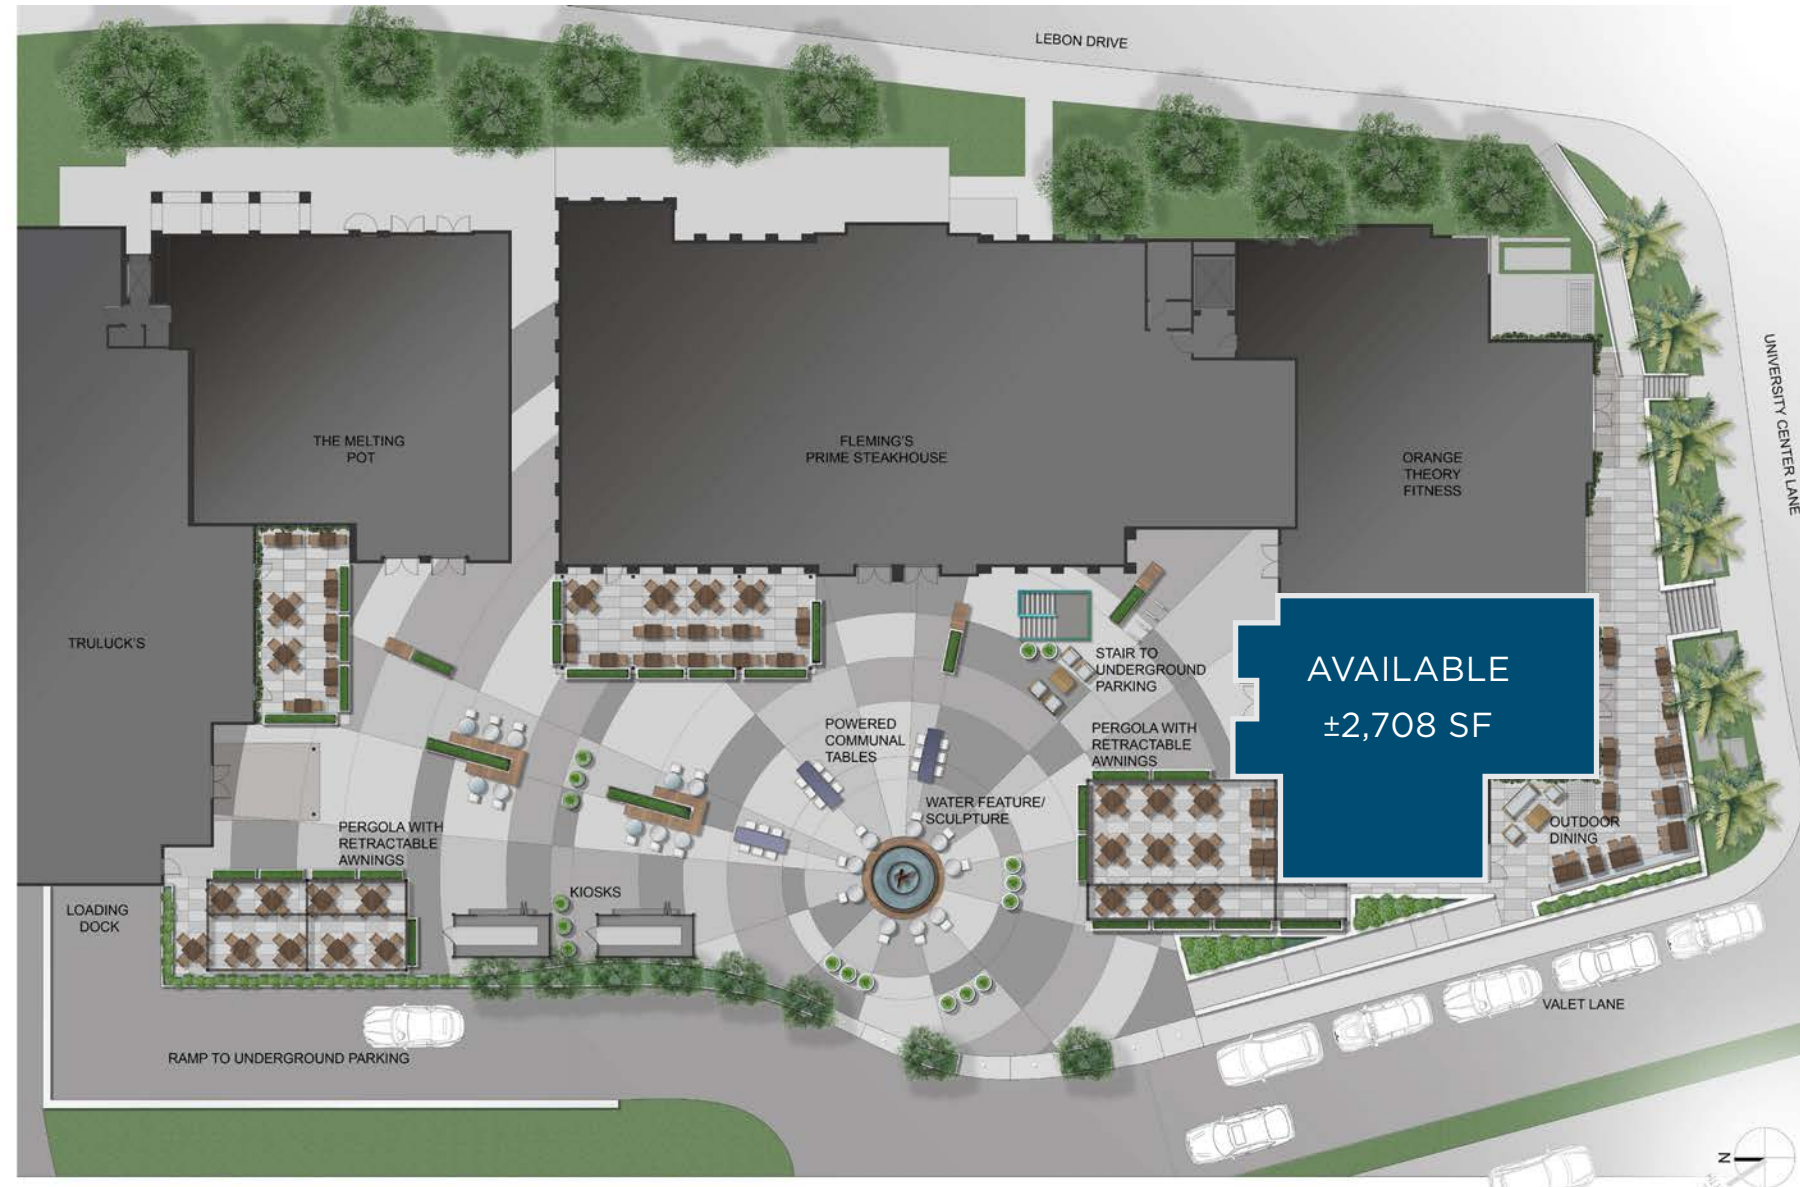 LEBON DRIVE
UNIVERSITY CENTER LANE
THE MELTING
POT
FLEMING'S
PRIME STEAKHOUSE
ORANGE
THEORY
FITNESS
TRULUCK'S
STAIR TO
UNDERGROUND
PARKING
AVAILABLE
±2,708 SF
POWERED
COMMUNAL
TABLES
PERGOLA WITH
RETRACTABLE
AWNINGS
WATER FEATURE/
SCULPTURE
OUTDOOR
DINING
PERGOLA WITH
RETRACTABLE
AWNINGS
KIOSKS
LOADING
DOCK
VALET LANE
RAMP TO UNDERGROUND PARKING
N